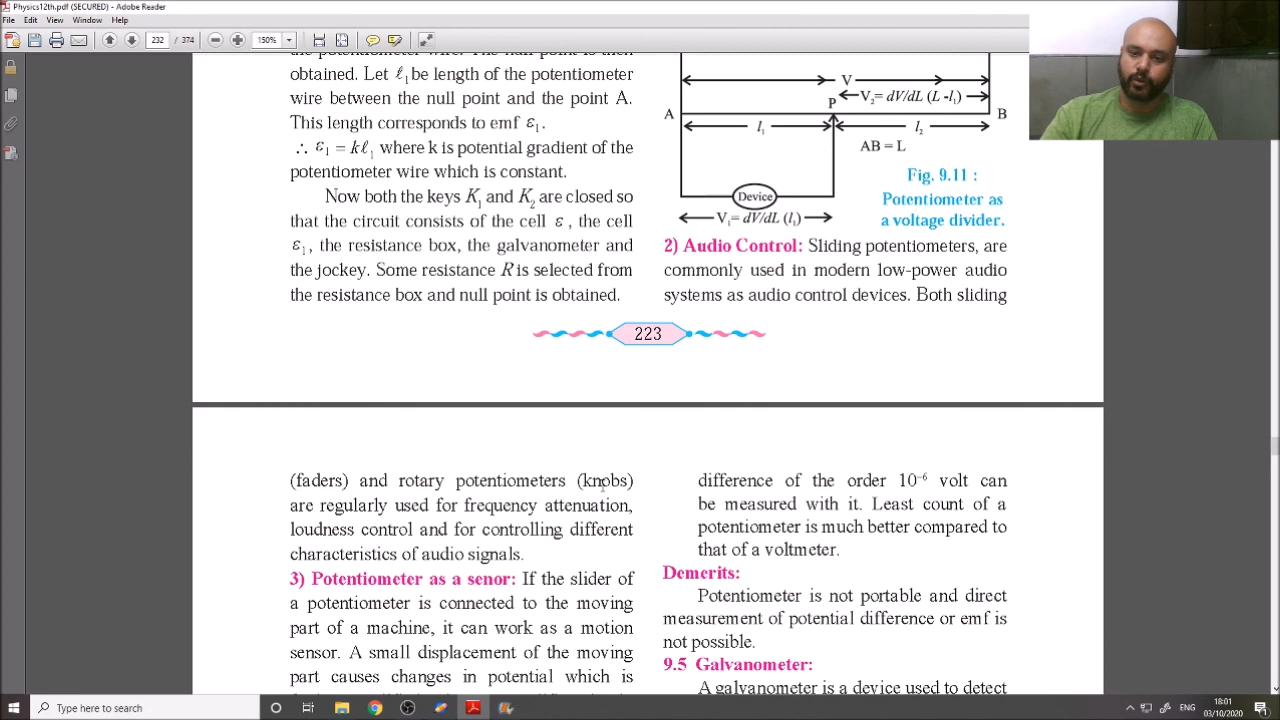 Physics12th.pdf (SECURED) - Adobe Reader
File Edit View Window Help
232 / 374 150%
obtained. Let ℓ1 be length of the potentiometer
wire between the null point and the point A.
This length corresponds to emf ε1.
∴ ε1 = kℓ1 where k is potential gradient of the
potentiometer wire which is constant.
Now both the keys K1 and K2 are closed so
that the circuit consists of the cell ε, the cell
ε1, the resistance box, the galvanometer and
the jockey. Some resistance R is selected from
the resistance box and null point is obtained.
V
P V2= dV/dL (L -l1)
A B
l1 l2
AB = L
Device
V1= dV/dL (l1)
Fig. 9.11 :
Potentiometer as
a voltage divider.
2) Audio Control: Sliding potentiometers, are
commonly used in modern low-power audio
systems as audio control devices. Both sliding
223
(faders) and rotary potentiometers (knobs)
are regularly used for frequency attenuation,
loudness control and for controlling different
characteristics of audio signals.
3) Potentiometer as a senor: If the slider of
a potentiometer is connected to the moving
part of a machine, it can work as a motion
sensor. A small displacement of the moving
part causes changes in potential which is
difference of the order 10⁻⁶ volt can
be measured with it. Least count of a
potentiometer is much better compared to
that of a voltmeter.
Demerits:
Potentiometer is not portable and direct
measurement of potential difference or emf is
not possible.
9.5 Galvanometer:
A galvanometer is a device used to detect
Type here to search
ENG
18:01
03/10/2020